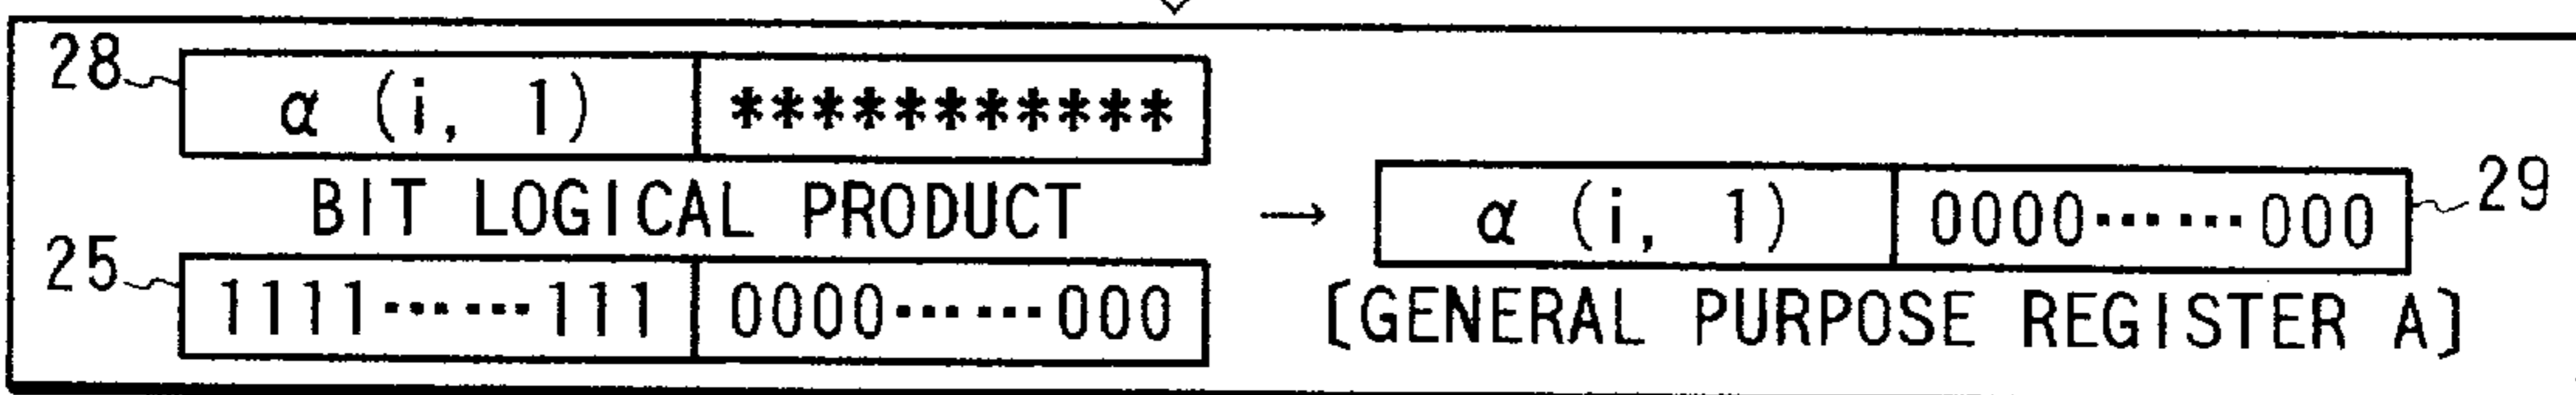 28 α (i, 1) ***********
BIT LOGICAL PRODUCT → α (i, 1) 0000……000 29
25 1111……111 0000……000 [GENERAL PURPOSE REGISTER A]